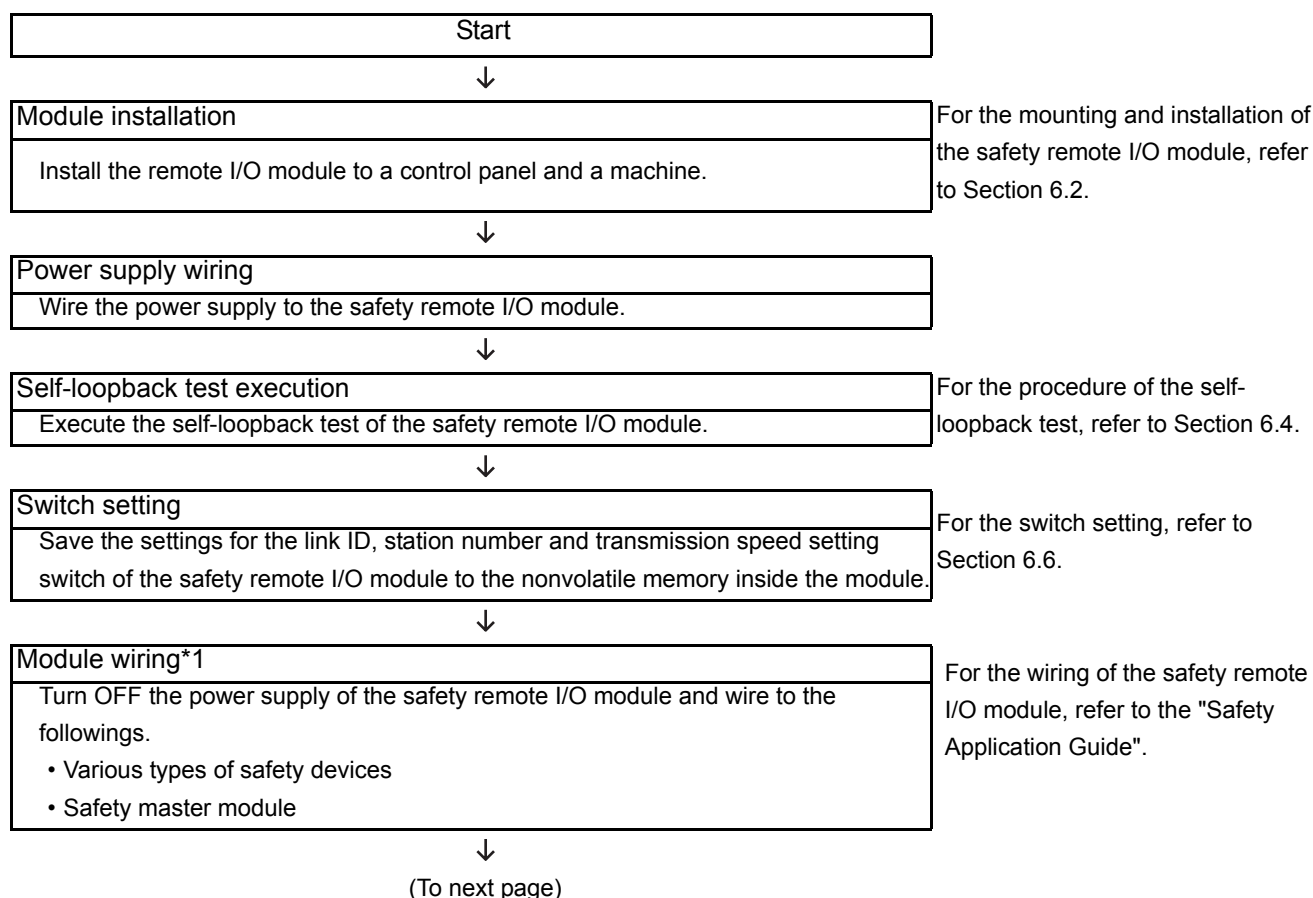 Start
↓
Module installation
Install the remote I/O module to a control panel and a machine.
For the mounting and installation of
the safety remote I/O module, refer
to Section 6.2.
↓
Power supply wiring
Wire the power supply to the safety remote I/O module.
↓
Self-loopback test execution
Execute the self-loopback test of the safety remote I/O module.
For the procedure of the self-
loopback test, refer to Section 6.4.
↓
Switch setting
Save the settings for the link ID, station number and transmission speed setting
switch of the safety remote I/O module to the nonvolatile memory inside the module.
For the switch setting, refer to
Section 6.6.
↓
Module wiring*1
Turn OFF the power supply of the safety remote I/O module and wire to the
followings.
• Various types of safety devices
• Safety master module
For the wiring of the safety remote
I/O module, refer to the "Safety
Application Guide".
↓
(To next page)